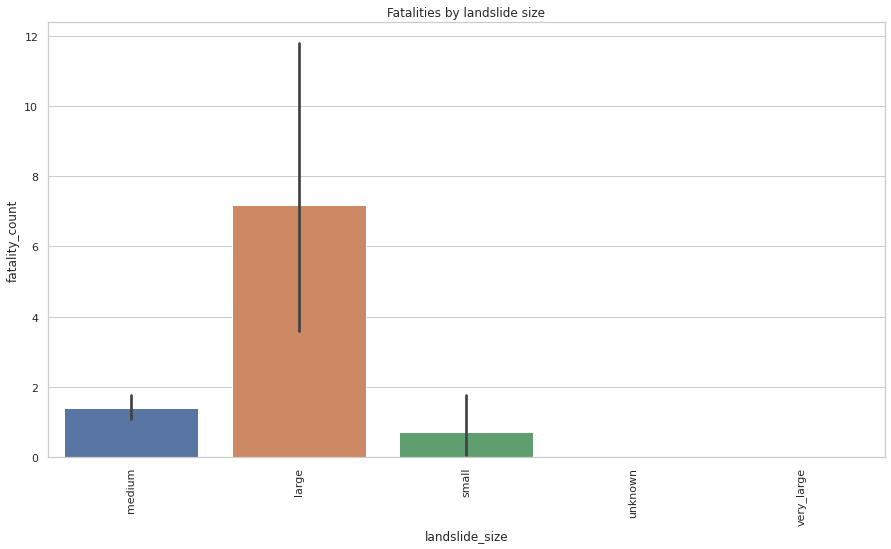 Fatalities by landslide size
fatality_count
12
10
8
6
4
2
0
medium
large
small
unknown
very_large
landslide_size